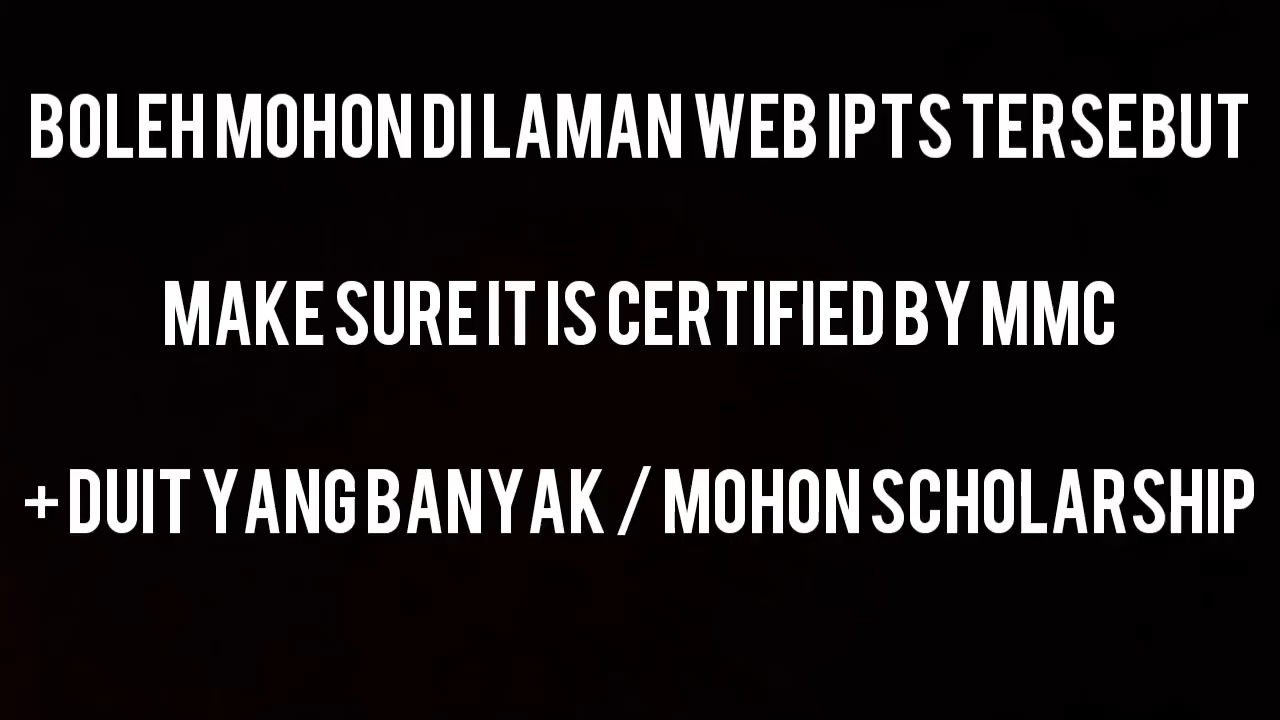 BOLEH MOHON DI LAMAN WEB IPTS TERSEBUT
MAKE SURE IT IS CERTIFIED BY MMC
+ DUIT YANG BANYAK / MOHON SCHOLARSHIP